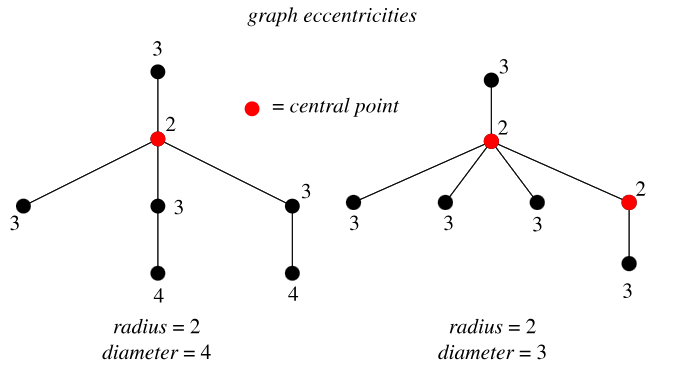 graph eccentricities
3
2
3
3
3
4
4
radius = 2
diameter = 4
= central point
3
2
3
3
3
2
3
radius = 2
diameter = 3